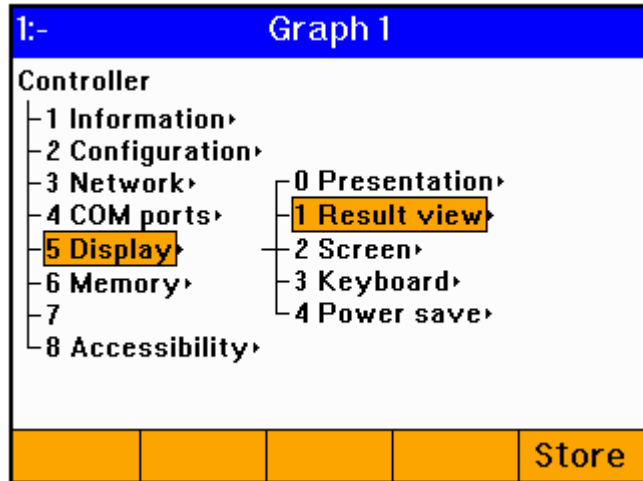 1:- Graph 1
Controller
1 Information
2 Configuration
3 Network
0 Presentation
4 COM ports
1 Result view
5 Display
2 Screen
6 Memory
3 Keyboard
7
4 Power save
8 Accessibility
Store